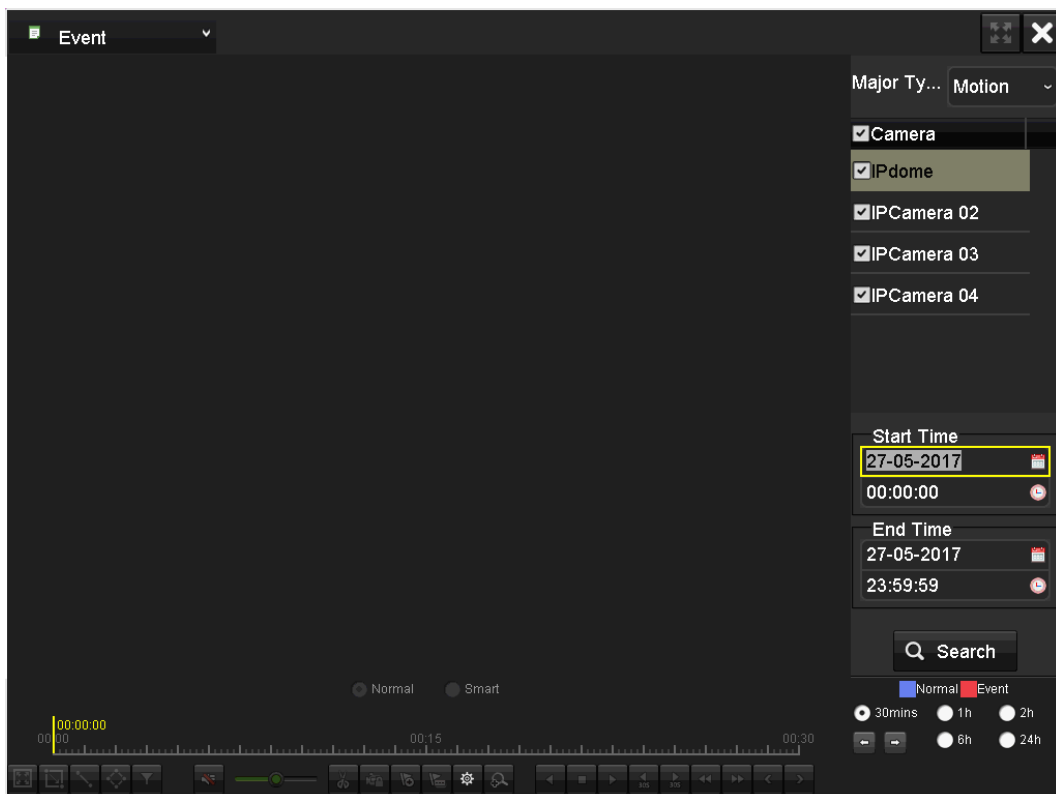 Event
Major Ty... Motion
Camera
IPdome
IPCamera 02
IPCamera 03
IPCamera 04
Start Time
27-05-2017
00:00:00
End Time
27-05-2017
23:59:59
Search
Normal Smart
Normal Event
30mins 1h 2h
6h 24h
00:00:00
00:00 00:15 00:30
30S 30S